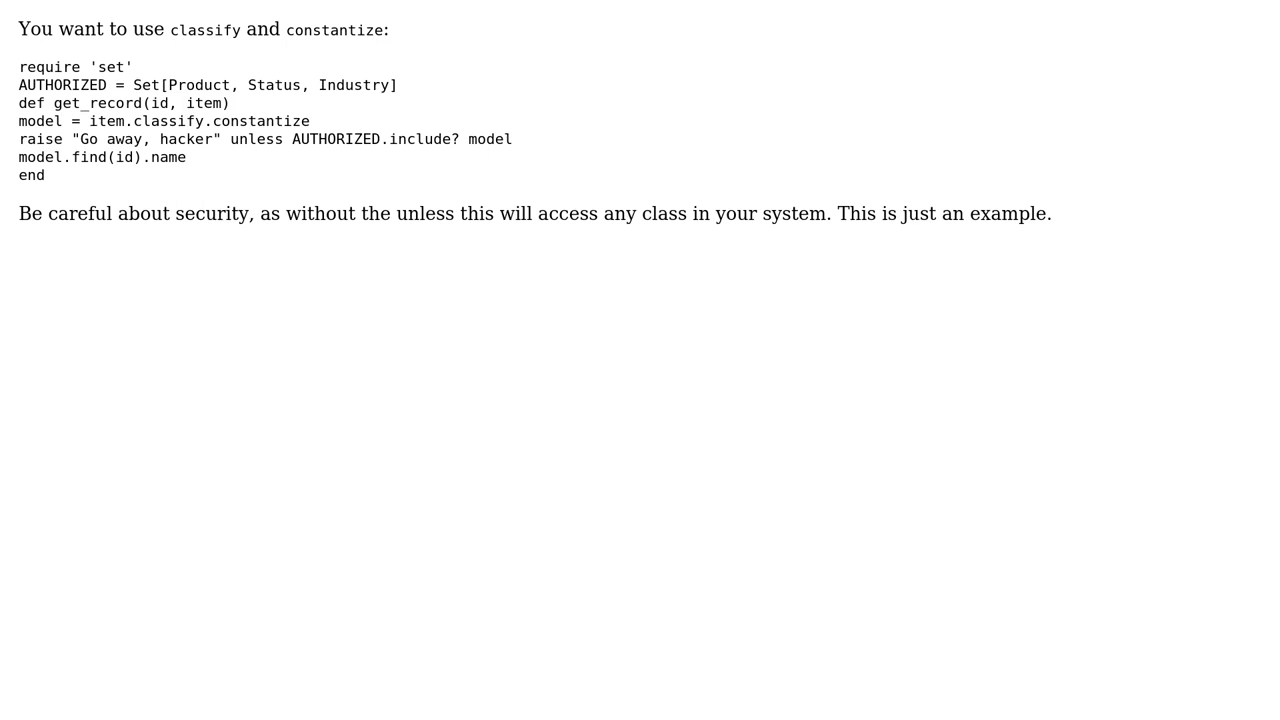 You want to use classify and constantize:
require 'set'
AUTHORIZED = Set[Product, Status, Industry]
def get_record(id, item)
model = item.classify.constantize
raise "Go away, hacker" unless AUTHORIZED.include? model
model.find(id).name
end
Be careful about security, as without the unless this will access any class in your system. This is just an example.